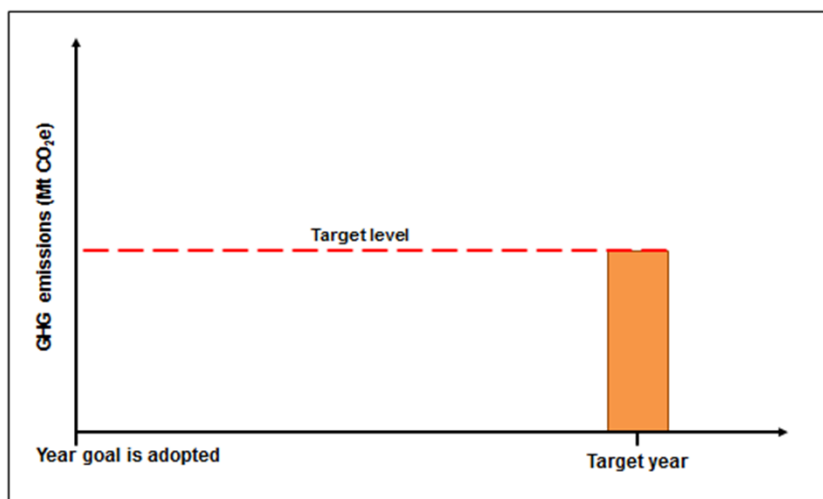 GHG emissions (Mt CO₂e)
Target level
Year goal is adopted
Target year